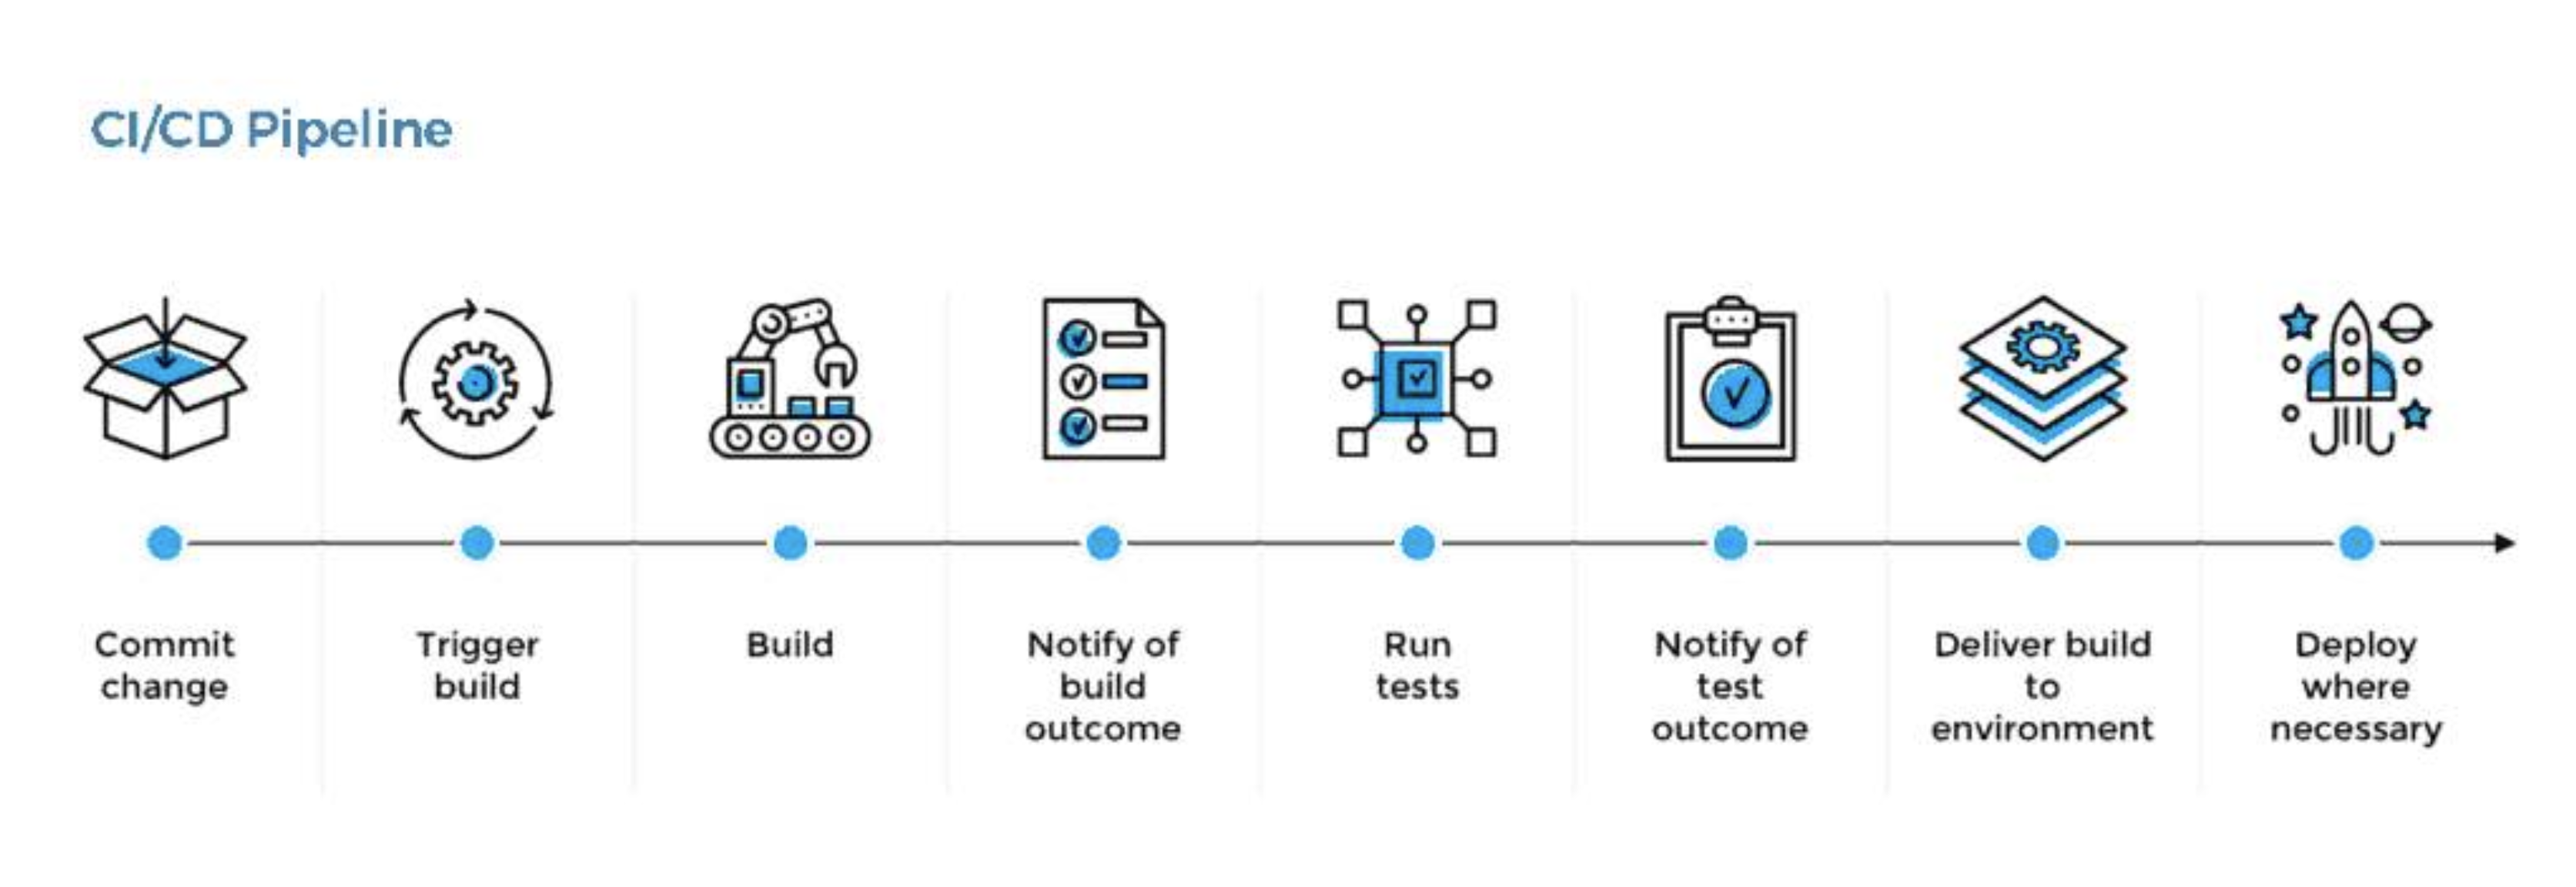 CI/CD Pipeline
Commit
change
Trigger
build
Build
Notify of
build
outcome
Run
tests
Notify of
test
outcome
Deliver build
to
environment
Deploy
where
necessary